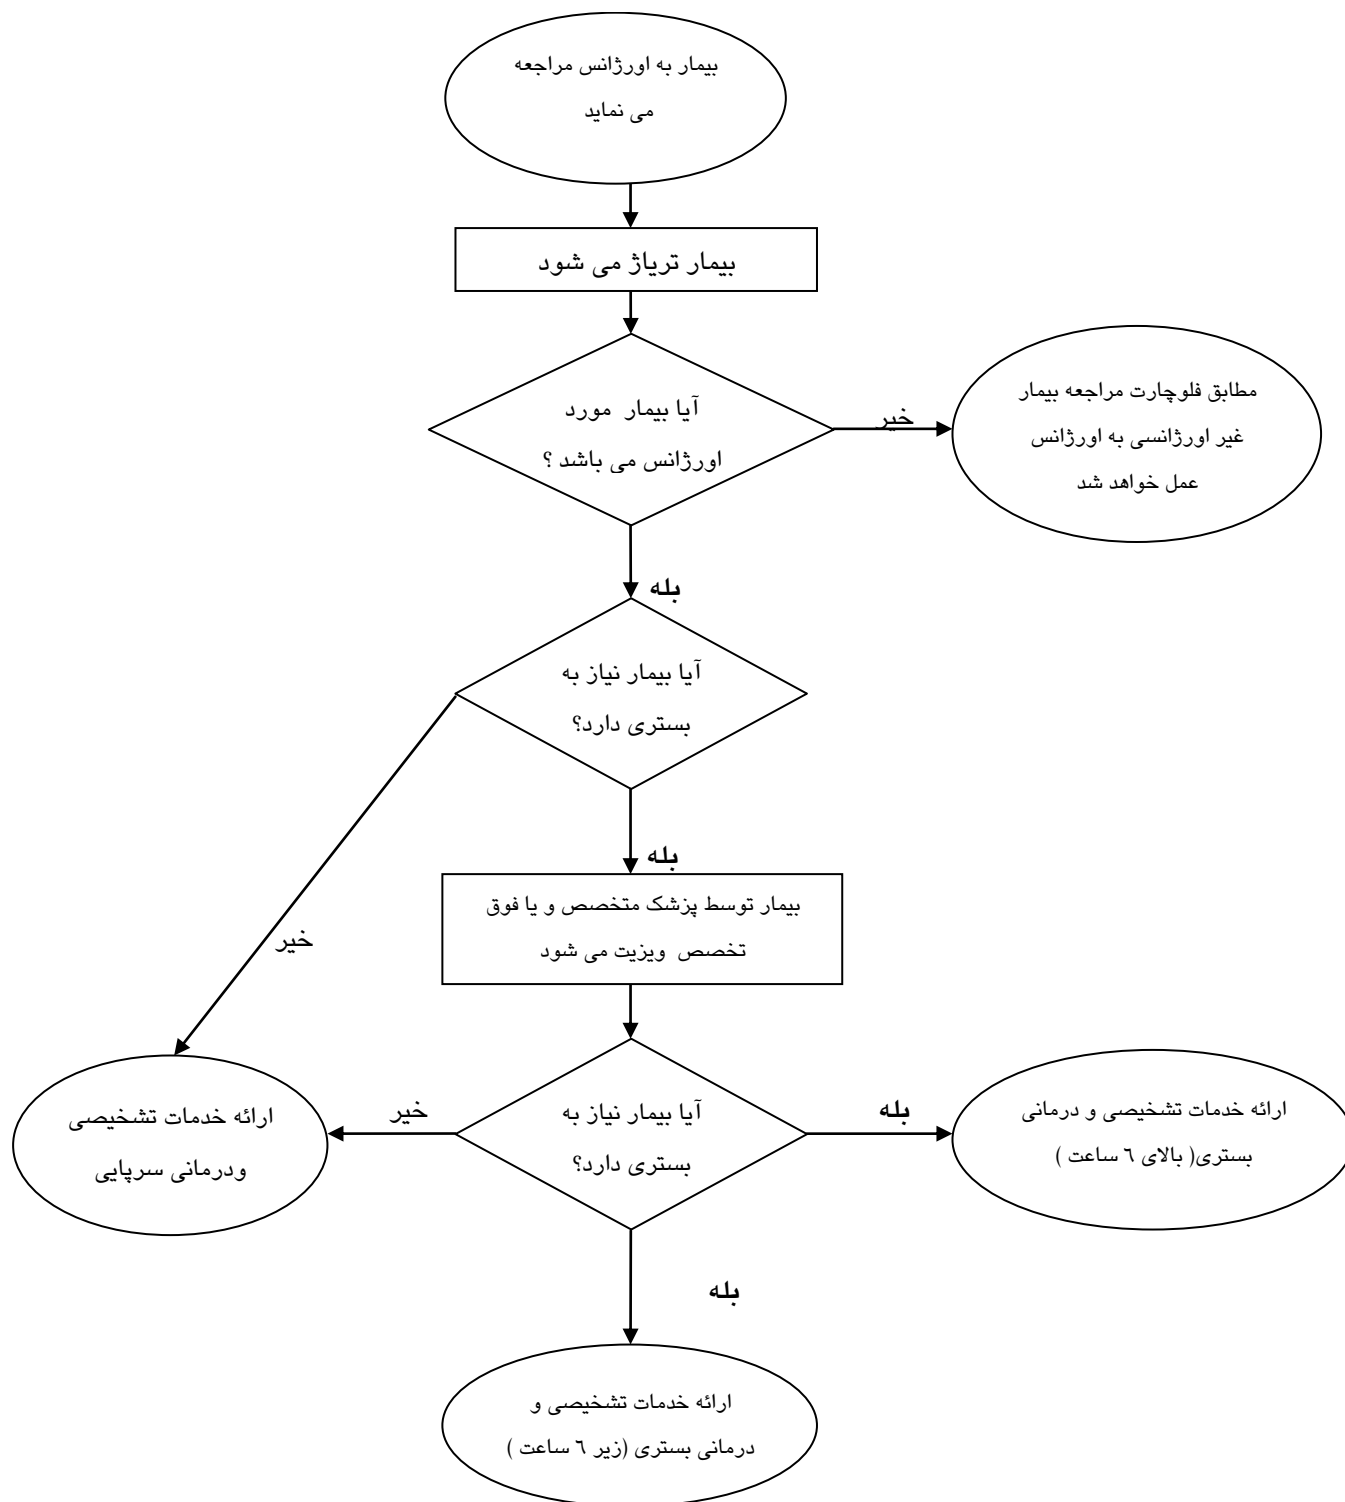 بیمار به اورژانس مراجعه
می نماید
بیمار تریاژ می شود
آیا بیمار مورد
اورژانس می باشد ؟
خیر
مطابق فلوچارت مراجعه بیمار
غیر اورژانسی به اورژانس
عمل خواهد شد
بله
آیا بیمار نیاز به
بستری دارد؟
خیر
بله
بیمار توسط پزشک متخصص و یا فوق
تخصص ویزیت می شود
آیا بیمار نیاز به
بستری دارد؟
بله
ارائه خدمات تشخیصی و درمانی
بستری( بالای ٦ ساعت )
خیر
ارائه خدمات تشخیصی
ودرمانی سرپایی
بله
ارائه خدمات تشخیصی و
درمانی بستری (زیر ٦ ساعت )